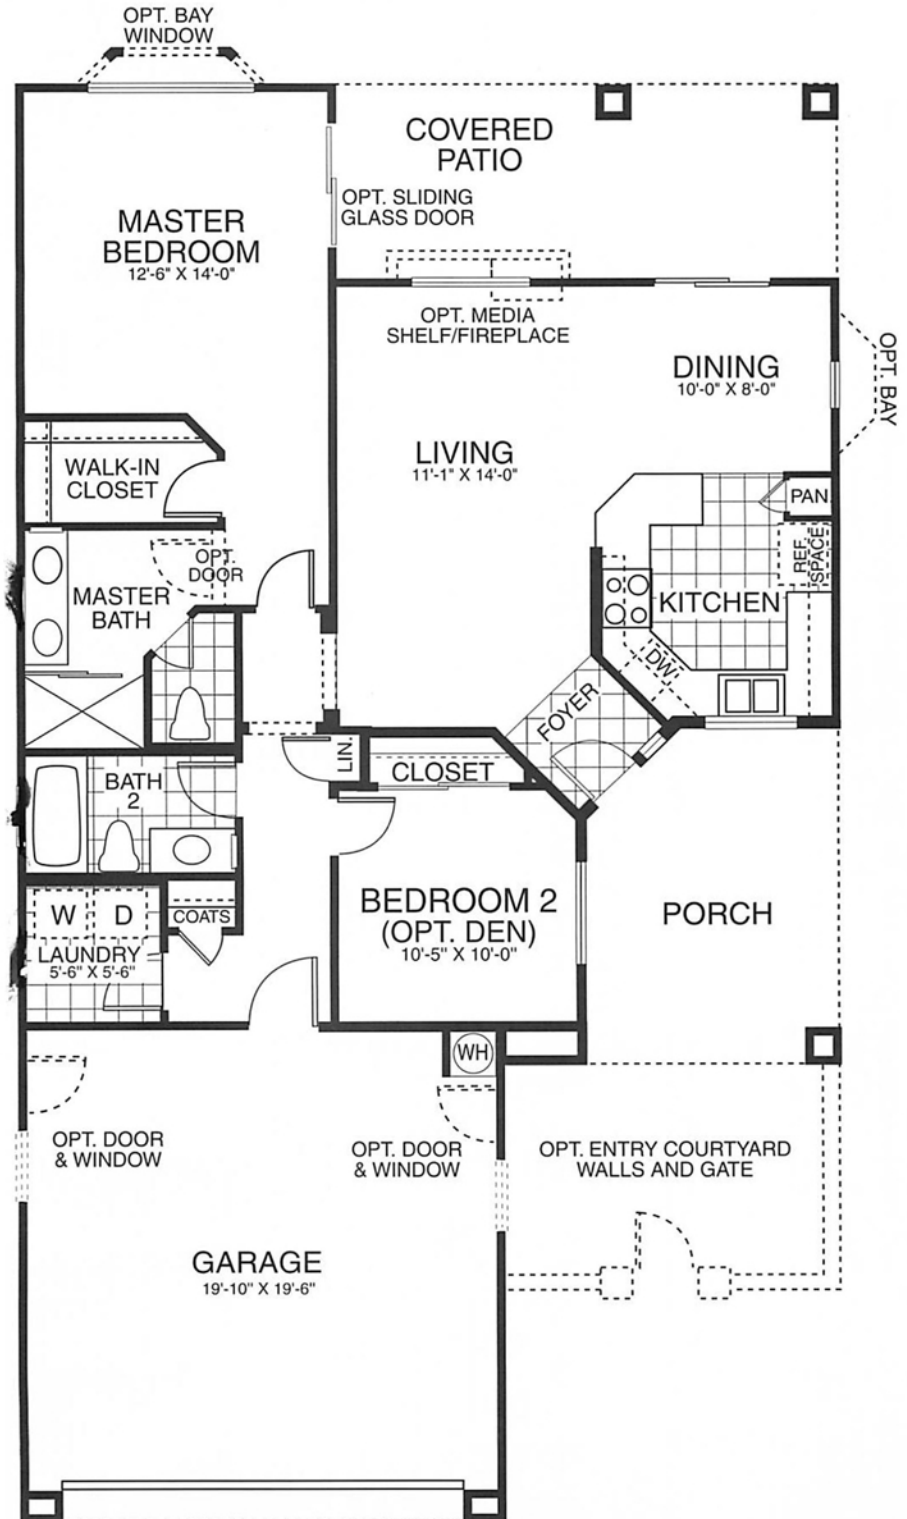 OPT. BAY
WINDOW
COVERED
PATIO
OPT. SLIDING
GLASS DOOR
MASTER
BEDROOM
12'-6" X 14'-0"
OPT. MEDIA
SHELF/FIREPLACE
DINING
10'-0" X 8'-0"
OPT. BAY
LIVING
11'-1" X 14'-0"
WALK-IN
CLOSET
PAN
REF.
SPACE
OPT.
DOOR
MASTER
BATH
KITCHEN
DW
FOYER
LIN.
CLOSET
BATH
2
BEDROOM 2
(OPT. DEN)
10'-5" X 10'-0"
PORCH
W D
COATS
LAUNDRY
5'-6" X 5'-6"
WH
OPT. DOOR
& WINDOW
OPT. DOOR
& WINDOW
OPT. ENTRY COURTYARD
WALLS AND GATE
GARAGE
19'-10" X 19'-6"